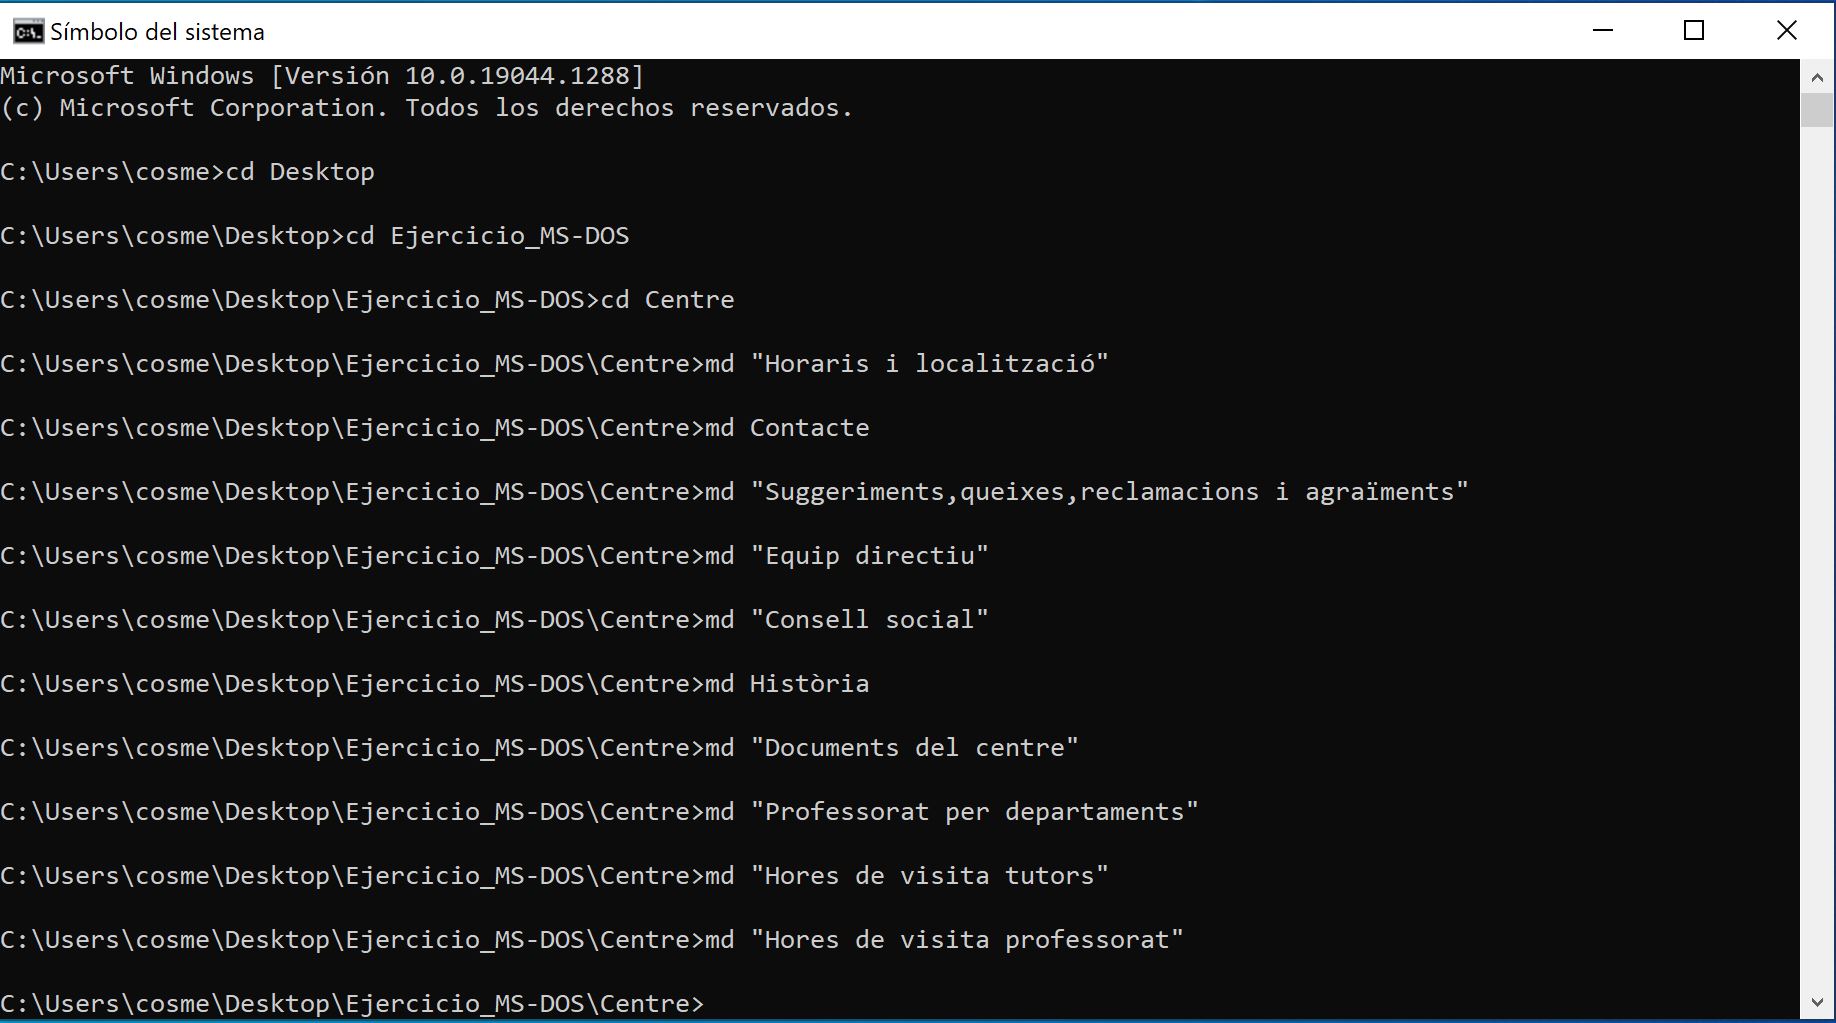 Símbolo del sistema
Microsoft Windows [Versión 10.0.19044.1288]
(c) Microsoft Corporation. Todos los derechos reservados.
C:\Users\cosme>cd Desktop
C:\Users\cosme\Desktop>cd Ejercicio_MS-DOS
C:\Users\cosme\Desktop\Ejercicio_MS-DOS>cd Centre
C:\Users\cosme\Desktop\Ejercicio_MS-DOS\Centre>md "Horaris i localització"
C:\Users\cosme\Desktop\Ejercicio_MS-DOS\Centre>md Contacte
C:\Users\cosme\Desktop\Ejercicio_MS-DOS\Centre>md "Suggeriments,queixes,reclamacions i agraïments"
C:\Users\cosme\Desktop\Ejercicio_MS-DOS\Centre>md "Equip directiu"
C:\Users\cosme\Desktop\Ejercicio_MS-DOS\Centre>md "Consell social"
C:\Users\cosme\Desktop\Ejercicio_MS-DOS\Centre>md Història
C:\Users\cosme\Desktop\Ejercicio_MS-DOS\Centre>md "Documents del centre"
C:\Users\cosme\Desktop\Ejercicio_MS-DOS\Centre>md "Professorat per departaments"
C:\Users\cosme\Desktop\Ejercicio_MS-DOS\Centre>md "Hores de visita tutors"
C:\Users\cosme\Desktop\Ejercicio_MS-DOS\Centre>md "Hores de visita professorat"
C:\Users\cosme\Desktop\Ejercicio_MS-DOS\Centre>